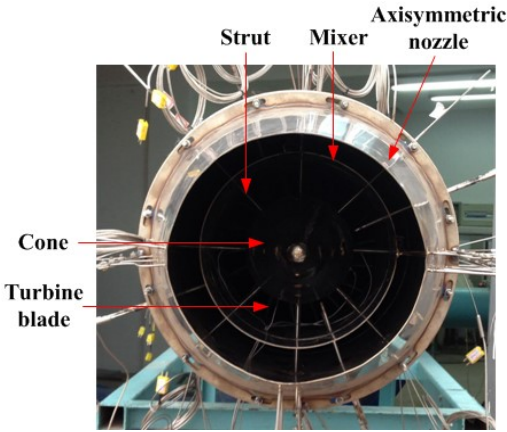 Axisymmetric
nozzle
Strut
Mixer
Cone
Turbine
blade